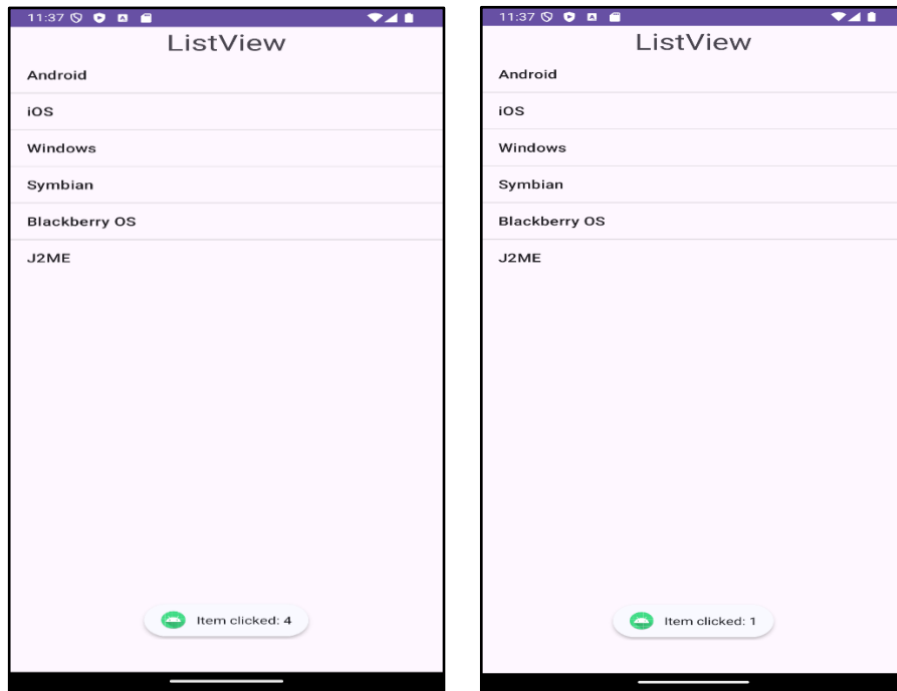 11:37
ListView
Android
iOS
Windows
Symbian
Blackberry OS
J2ME
Item clicked: 4
11:37
ListView
Android
iOS
Windows
Symbian
Blackberry OS
J2ME
Item clicked: 1